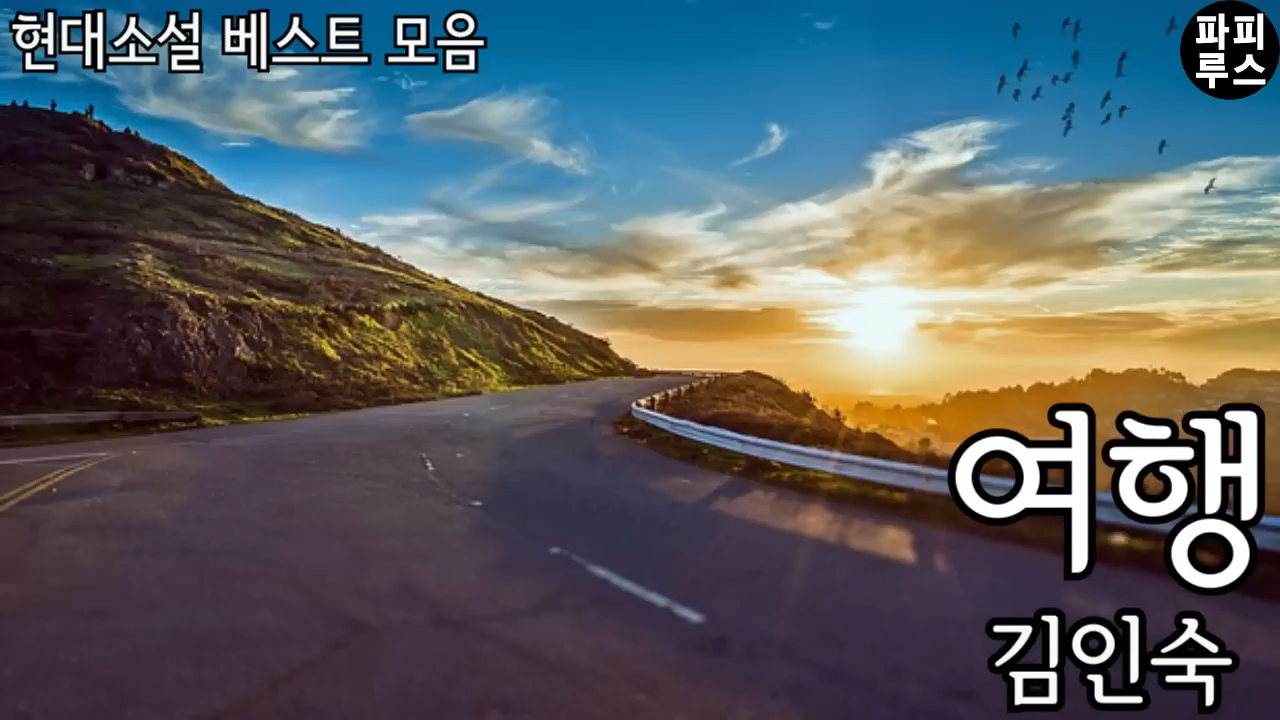 현대소설 베스트 모음
파피
루스
여행
김인숙